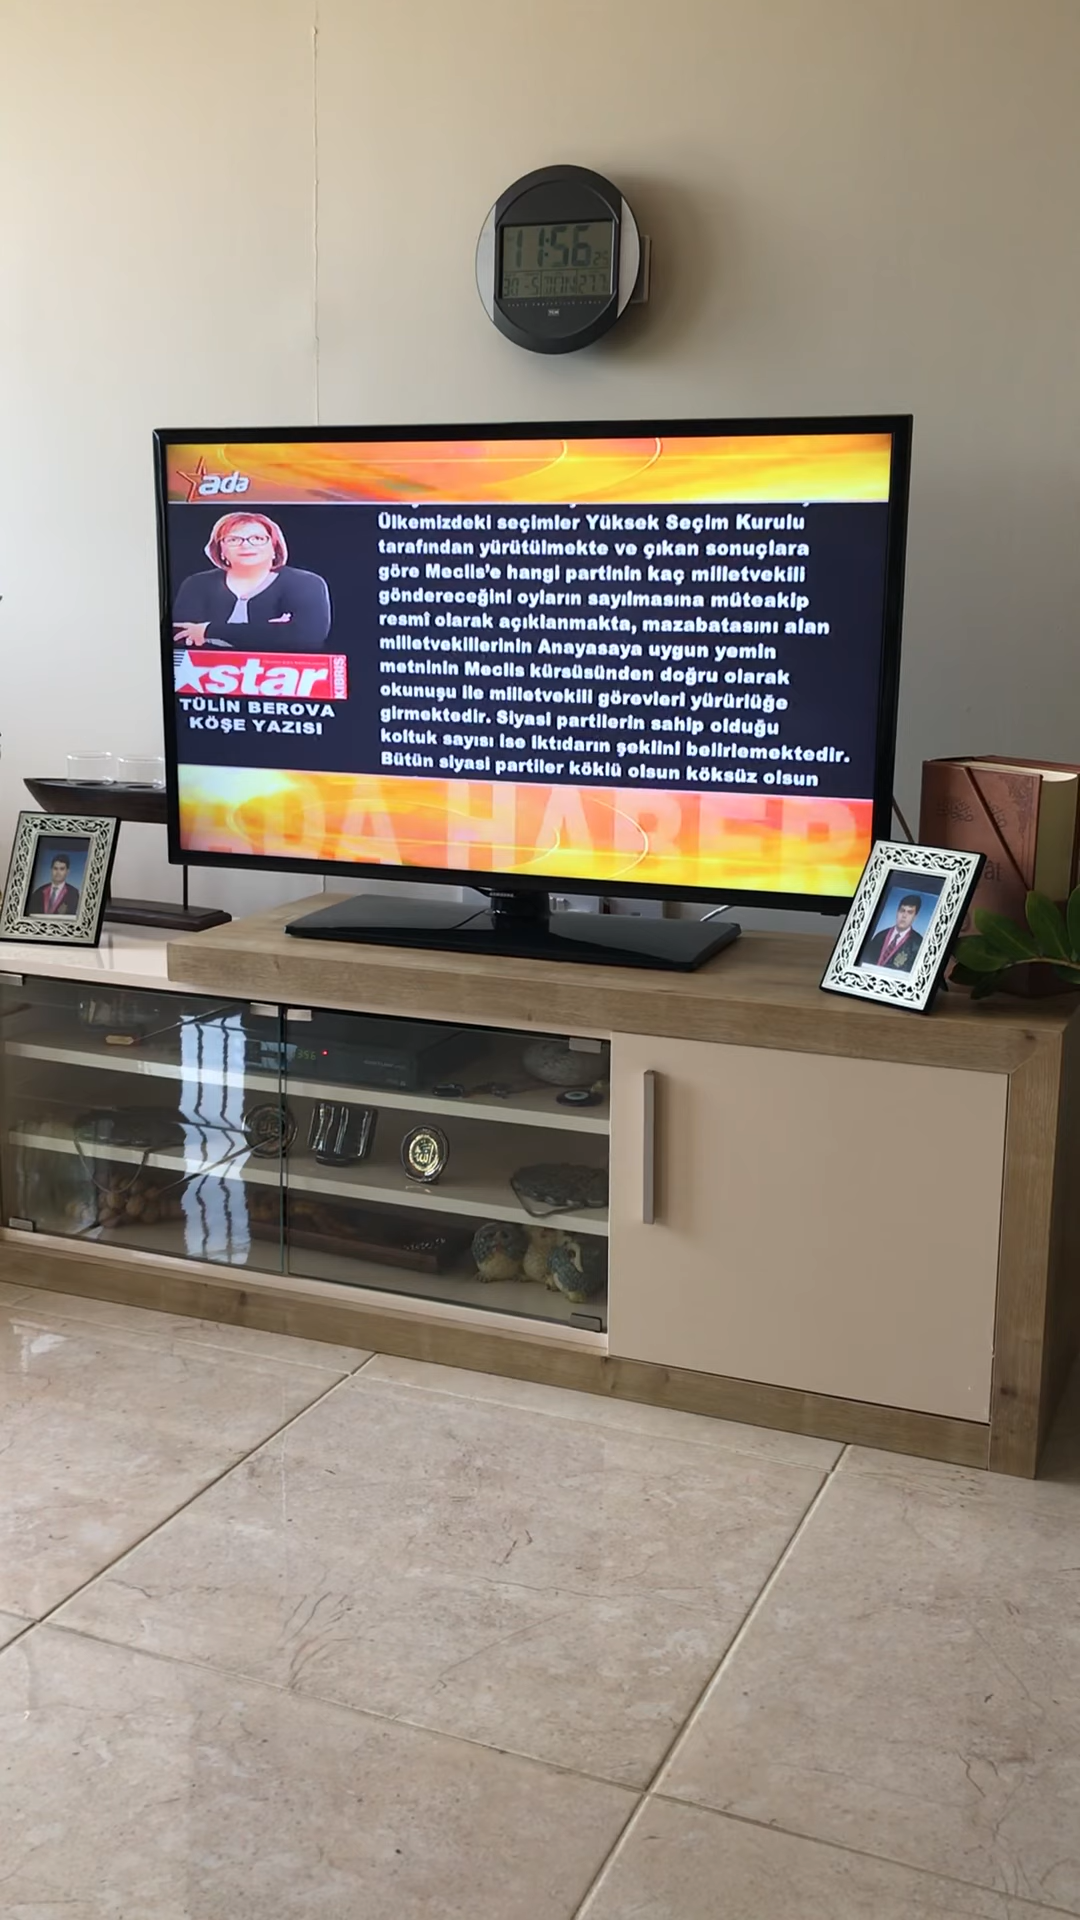 11:56
ada
Ülkemizdeki seçimler Yüksek Seçim Kurulu
tarafından yürütülmekte ve çıkan sonuçlara
göre Meclis'e hangi partinin kaç milletvekili
göndereceğini oyların sayılmasına müteakip
resmî olarak açıklanmakta, mazabatasını alan
milletvekillerinin Anayasaya uygun yemin
metninin Meclis kürsüsünden doğru olarak
okunuşu ile milletvekili görevleri yürürlüğe
girmektedir. Siyasi partilerin sahip olduğu
koltuk sayısı ise iktidarın şeklini belirlemektedir.
Bütün siyasi partiler köklü olsun köksüz olsun
star
KIBRIS
TÜLİN BEROVA
KÖŞE YAZISI
ADA HABER
SAMSUNG